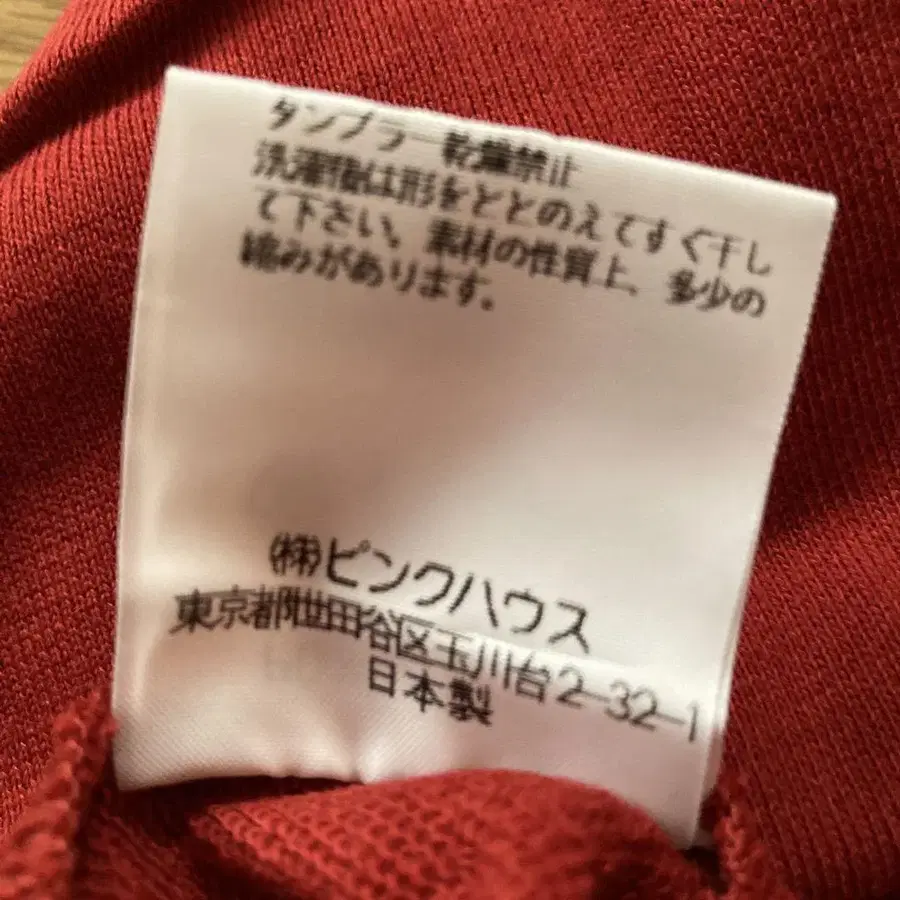 タンブラー乾燥禁止
洗濯後は形をととのえてすぐ干し
て下さい。素材の性質上、多少の
縮みがあります。
㈱ピンクハウス
東京都世田谷区玉川台2-32-1
日本製